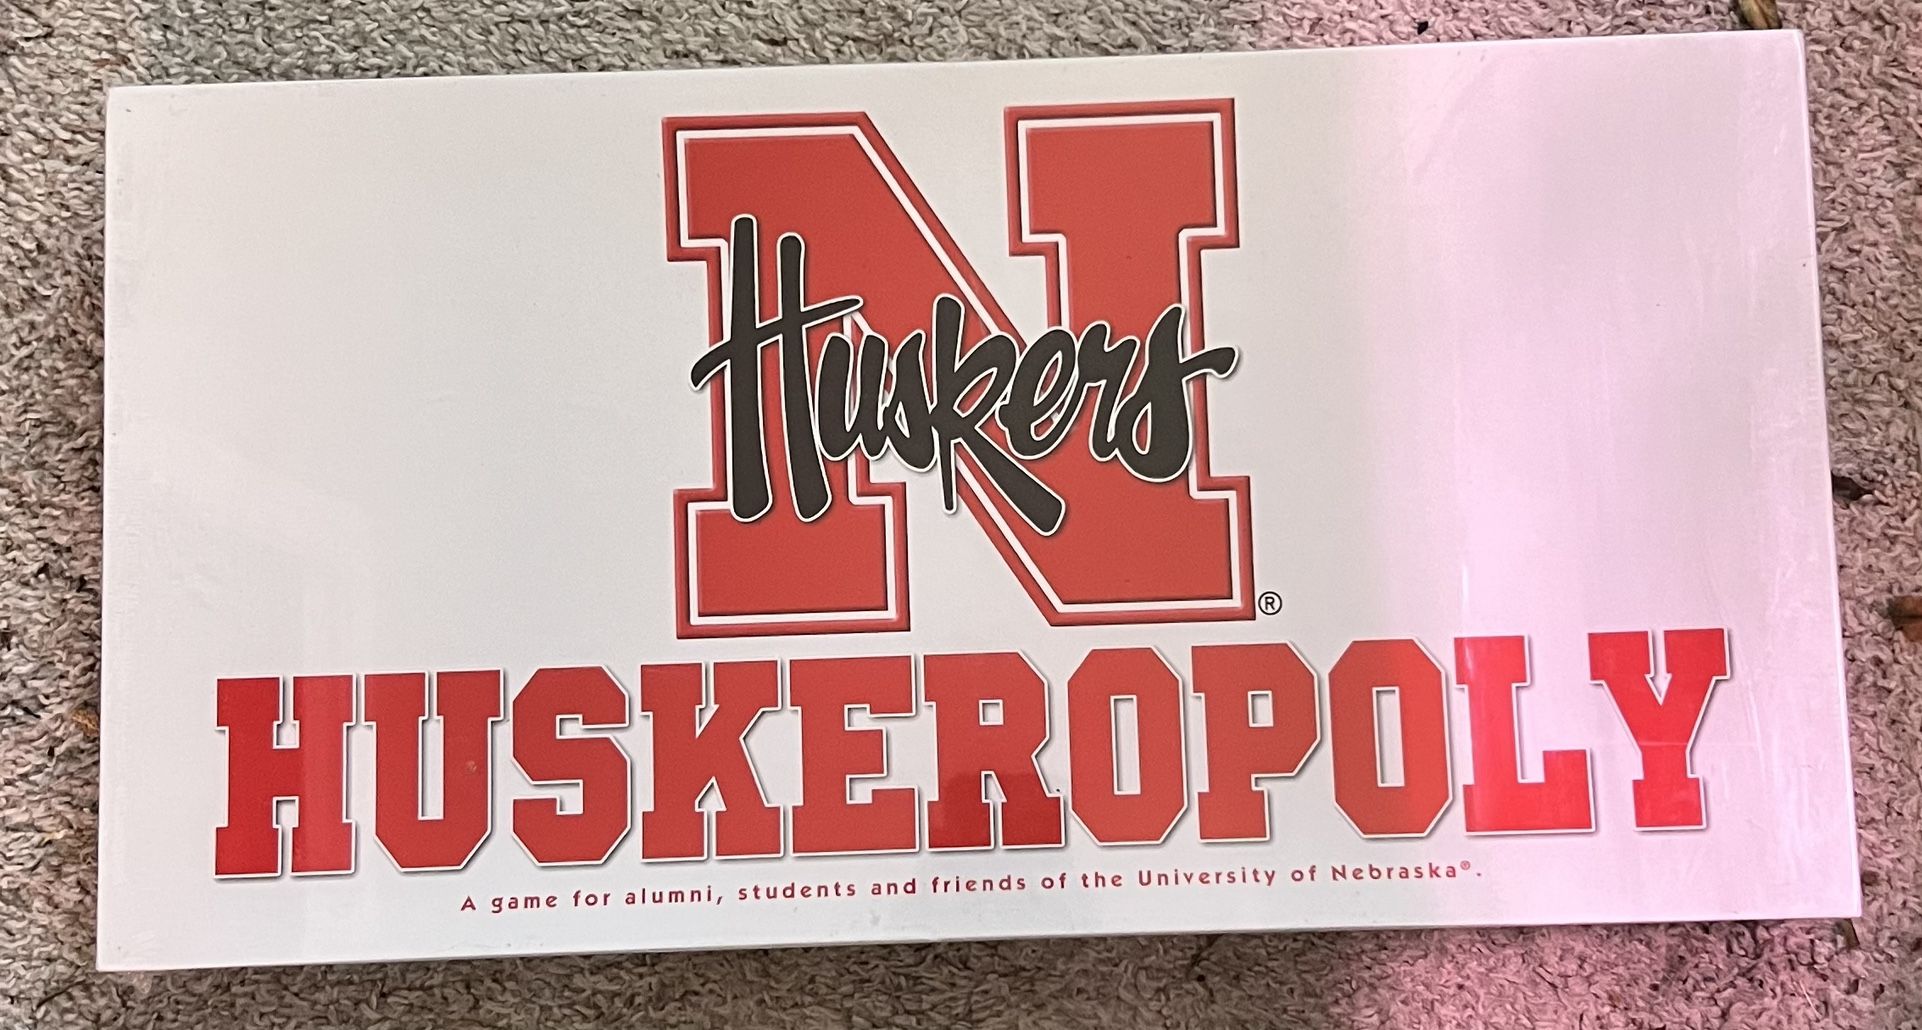 N
Huskers
®
HUSKEROPOLY
A game for alumni, students and friends of the University of Nebraska®.